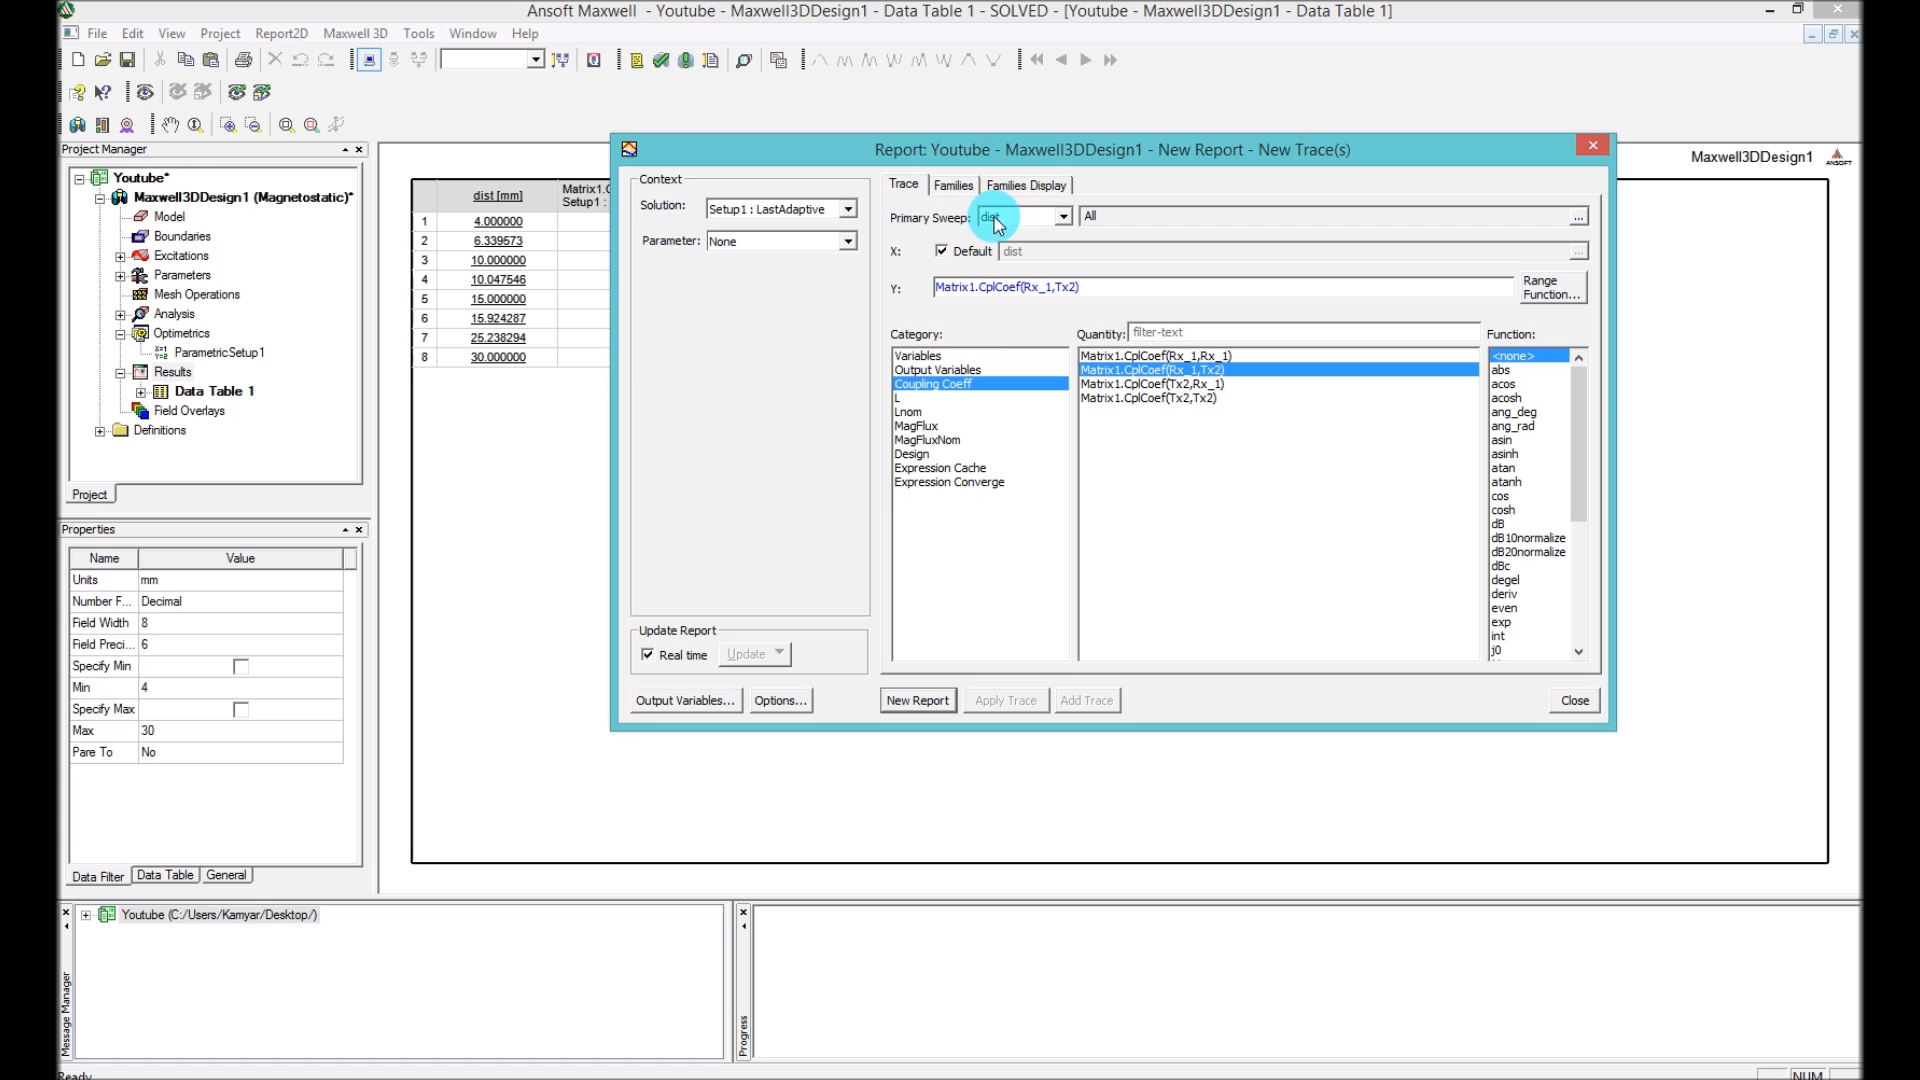 Ansoft Maxwell - Youtube - Maxwell3DDesign1 - Data Table 1 - SOLVED - [Youtube - Maxwell3DDesign1 - Data Table 1]
File Edit View Project Report2D Maxwell 3D Tools Window Help
Project Manager
Youtube*
Maxwell3DDesign1 (Magnetostatic)*
Model
Boundaries
Excitations
Parameters
Mesh Operations
Analysis
Optimetrics
ParametricSetup1
Results
Data Table 1
Field Overlays
Definitions
Project
Properties
Name Value
Units mm
Number F... Decimal
Field Width 8
Field Preci... 6
Specify Min
Min 4
Specify Max
Max 30
Pare To No
Data Filter Data Table General
Maxwell3DDesign1
ANSOFT
dist [mm] Matrix1.C
Setup1 :
1 4.000000
2 6.339573
3 10.000000
4 10.047546
5 15.000000
6 15.924287
7 25.238294
8 30.000000
Report: Youtube - Maxwell3DDesign1 - New Report - New Trace(s)
Context
Solution: Setup1 : LastAdaptive
Parameter: None
Update Report
Real time Update
Output Variables... Options...
Trace Families Families Display
Primary Sweep: dist All ...
X: Default dist ...
Y: Matrix1.CplCoef(Rx_1,Tx2) Range Function...
Category:
Variables
Output Variables
Coupling Coeff
L
Lnom
MagFlux
MagFluxNom
Design
Expression Cache
Expression Converge
Quantity: filter-text
Matrix1.CplCoef(Rx_1,Rx_1)
Matrix1.CplCoef(Rx_1,Tx2)
Matrix1.CplCoef(Tx2,Rx_1)
Matrix1.CplCoef(Tx2,Tx2)
Function:
<none>
abs
acos
acosh
ang_deg
ang_rad
asin
asinh
atan
atanh
cos
cosh
dB
dB10normalize
dB20normalize
dBc
degel
deriv
even
exp
int
j0
New Report Apply Trace Add Trace Close
Youtube (C:/Users/Kamyar/Desktop/)
Message Manager
Progress
Ready
NUM